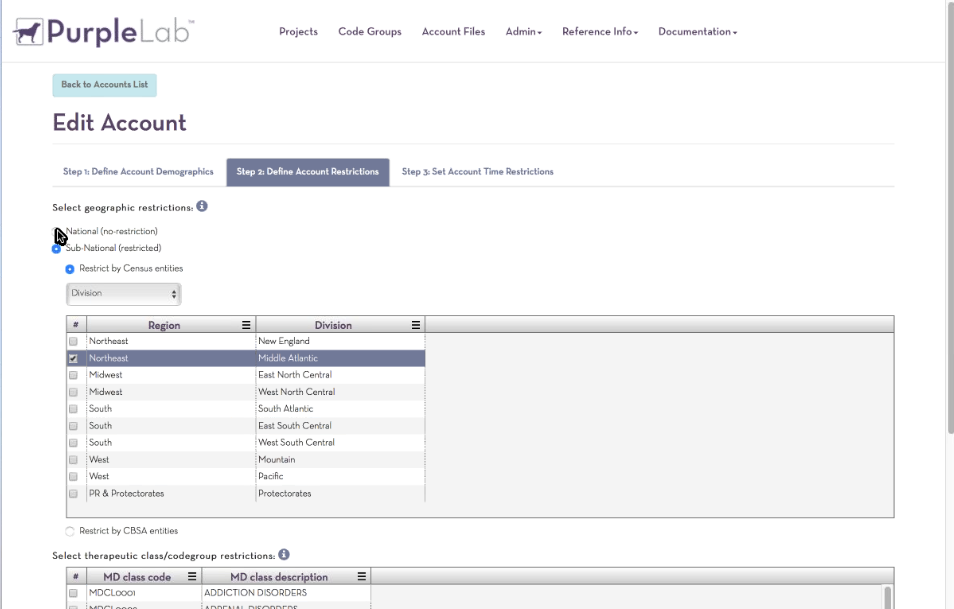 PurpleLab™
Projects Code Groups Account Files Admin Reference Info Documentation
Back to Accounts List
Edit Account
Step 1: Define Account Demographics Step 2: Define Account Restrictions Step 3: Set Account Time Restrictions
Select geographic restrictions:
National (no-restriction)
Sub-National (restricted)
Restrict by Census entities
Division
# Region Division
Northeast New England
Northeast Middle Atlantic
Midwest East North Central
Midwest West North Central
South South Atlantic
South East South Central
South West South Central
West Mountain
West Pacific
PR & Protectorates Protectorates
Restrict by CBSA entities
Select therapeutic class/codegroup restrictions:
# MD class code MD class description
MDCL0001 ADDICTION DISORDERS
MDCL0002 ADRENAL DISORDERS